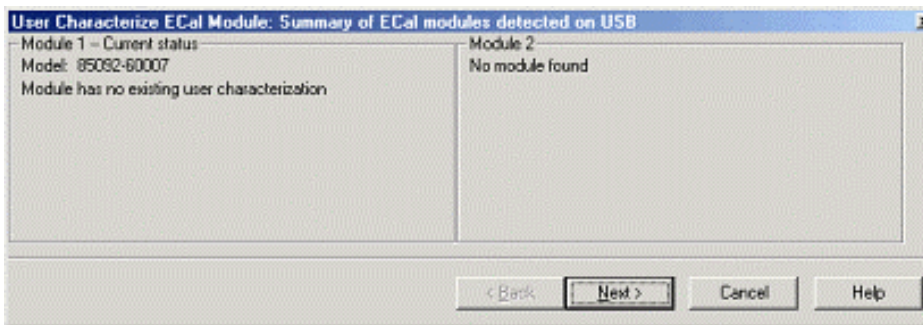 User Characterize ECal Module: Summary of ECal modules detected on USB
Module 1 – Current status
Model: 85092-60007
Module has no existing user characterization
Module 2
No module found
< Back
Next >
Cancel
Help